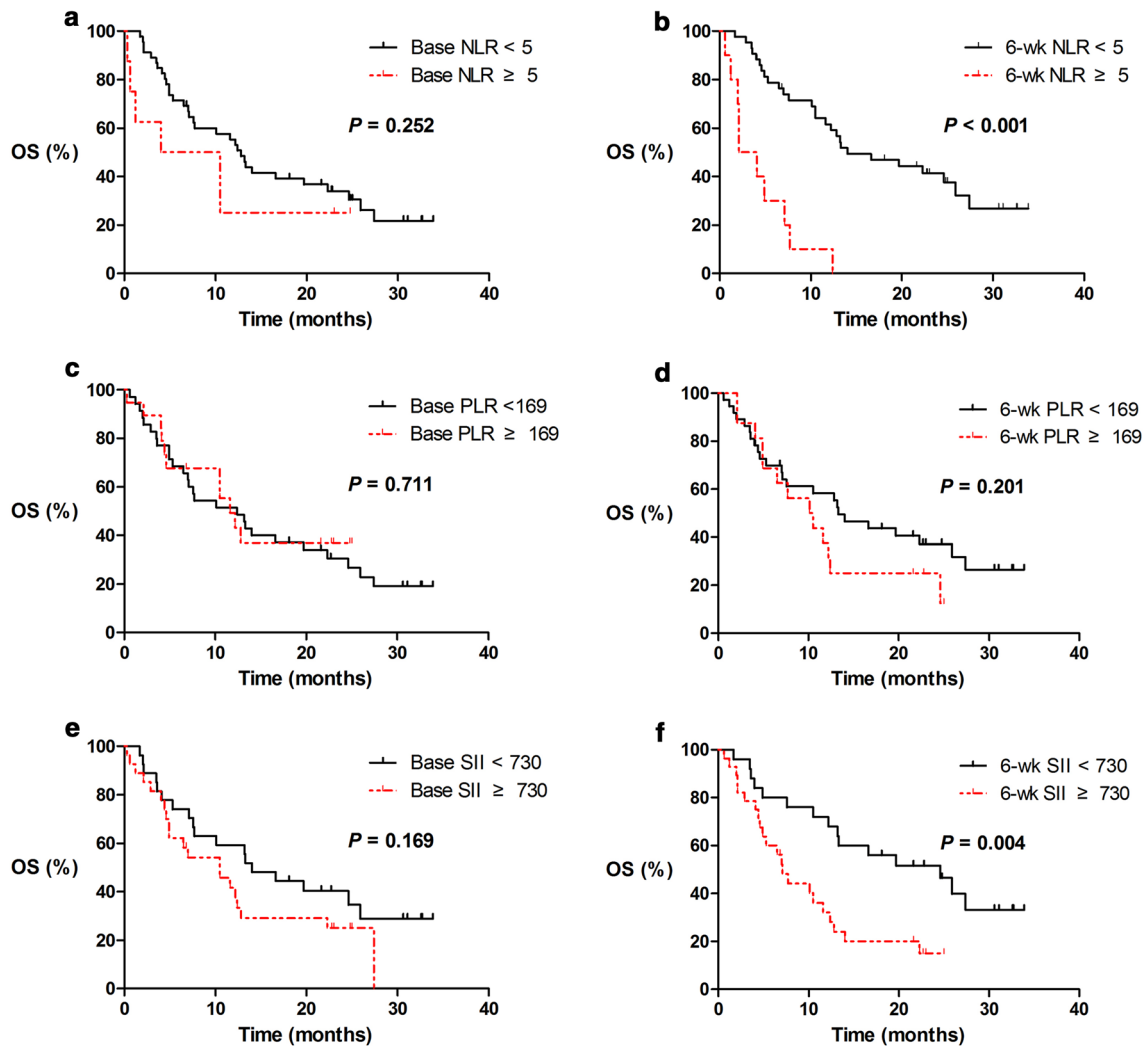 a
100
80
60
40
20
0
OS (%)
0 10 20 30 40
Time (months)
Base NLR < 5
Base NLR ≥ 5
P = 0.252
b
100
80
60
40
20
0
OS (%)
0 10 20 30 40
Time (months)
6-wk NLR < 5
6-wk NLR ≥ 5
P < 0.001
c
100
80
60
40
20
0
OS (%)
0 10 20 30 40
Time (months)
Base PLR <169
Base PLR ≥ 169
P = 0.711
d
100
80
60
40
20
0
OS (%)
0 10 20 30 40
Time (months)
6-wk PLR < 169
6-wk PLR ≥ 169
P = 0.201
e
100
80
60
40
20
0
OS (%)
0 10 20 30 40
Time (months)
Base SII < 730
Base SII ≥ 730
P = 0.169
f
100
80
60
40
20
0
OS (%)
0 10 20 30 40
Time (months)
6-wk SII < 730
6-wk SII ≥ 730
P = 0.004